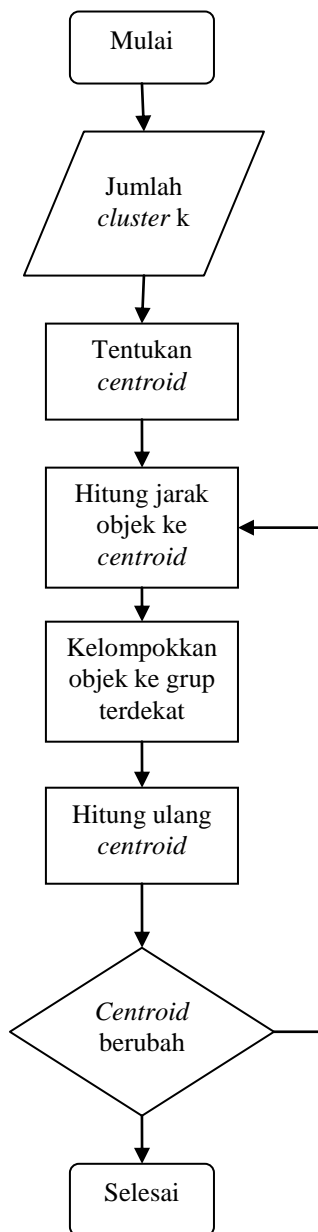 Mulai
Jumlah
cluster k
Tentukan
centroid
Hitung jarak
objek ke
centroid
Kelompokkan
objek ke grup
terdekat
Hitung ulang
centroid
Centroid
berubah
Selesai